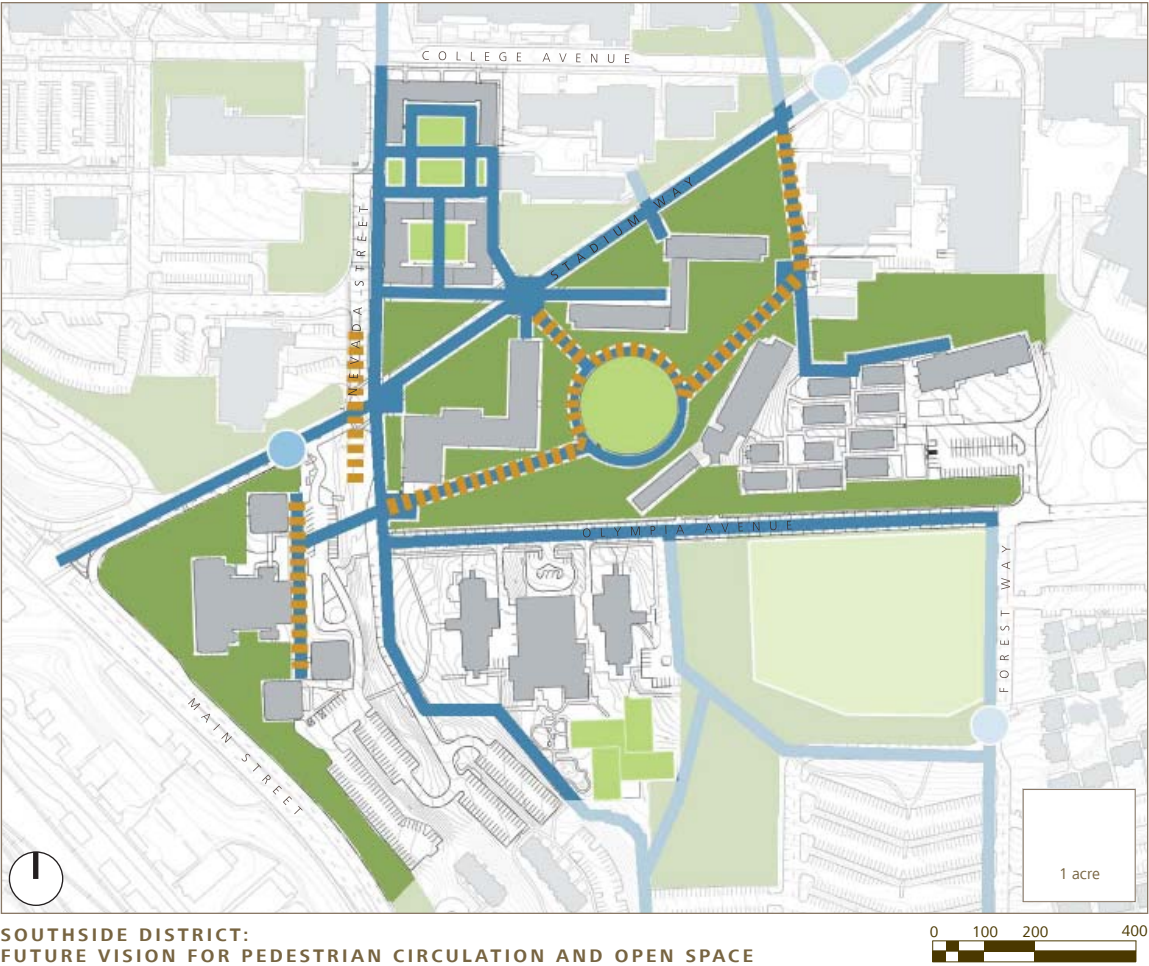 COLLEGE AVENUE
STADIUM WAY
NEVADA STREET
OLYMPIA AVENUE
FOREST WAY
MAIN STREET
1 acre
SOUTHSIDE DISTRICT:
FUTURE VISION FOR PEDESTRIAN CIRCULATION AND OPEN SPACE
0 100 200 400